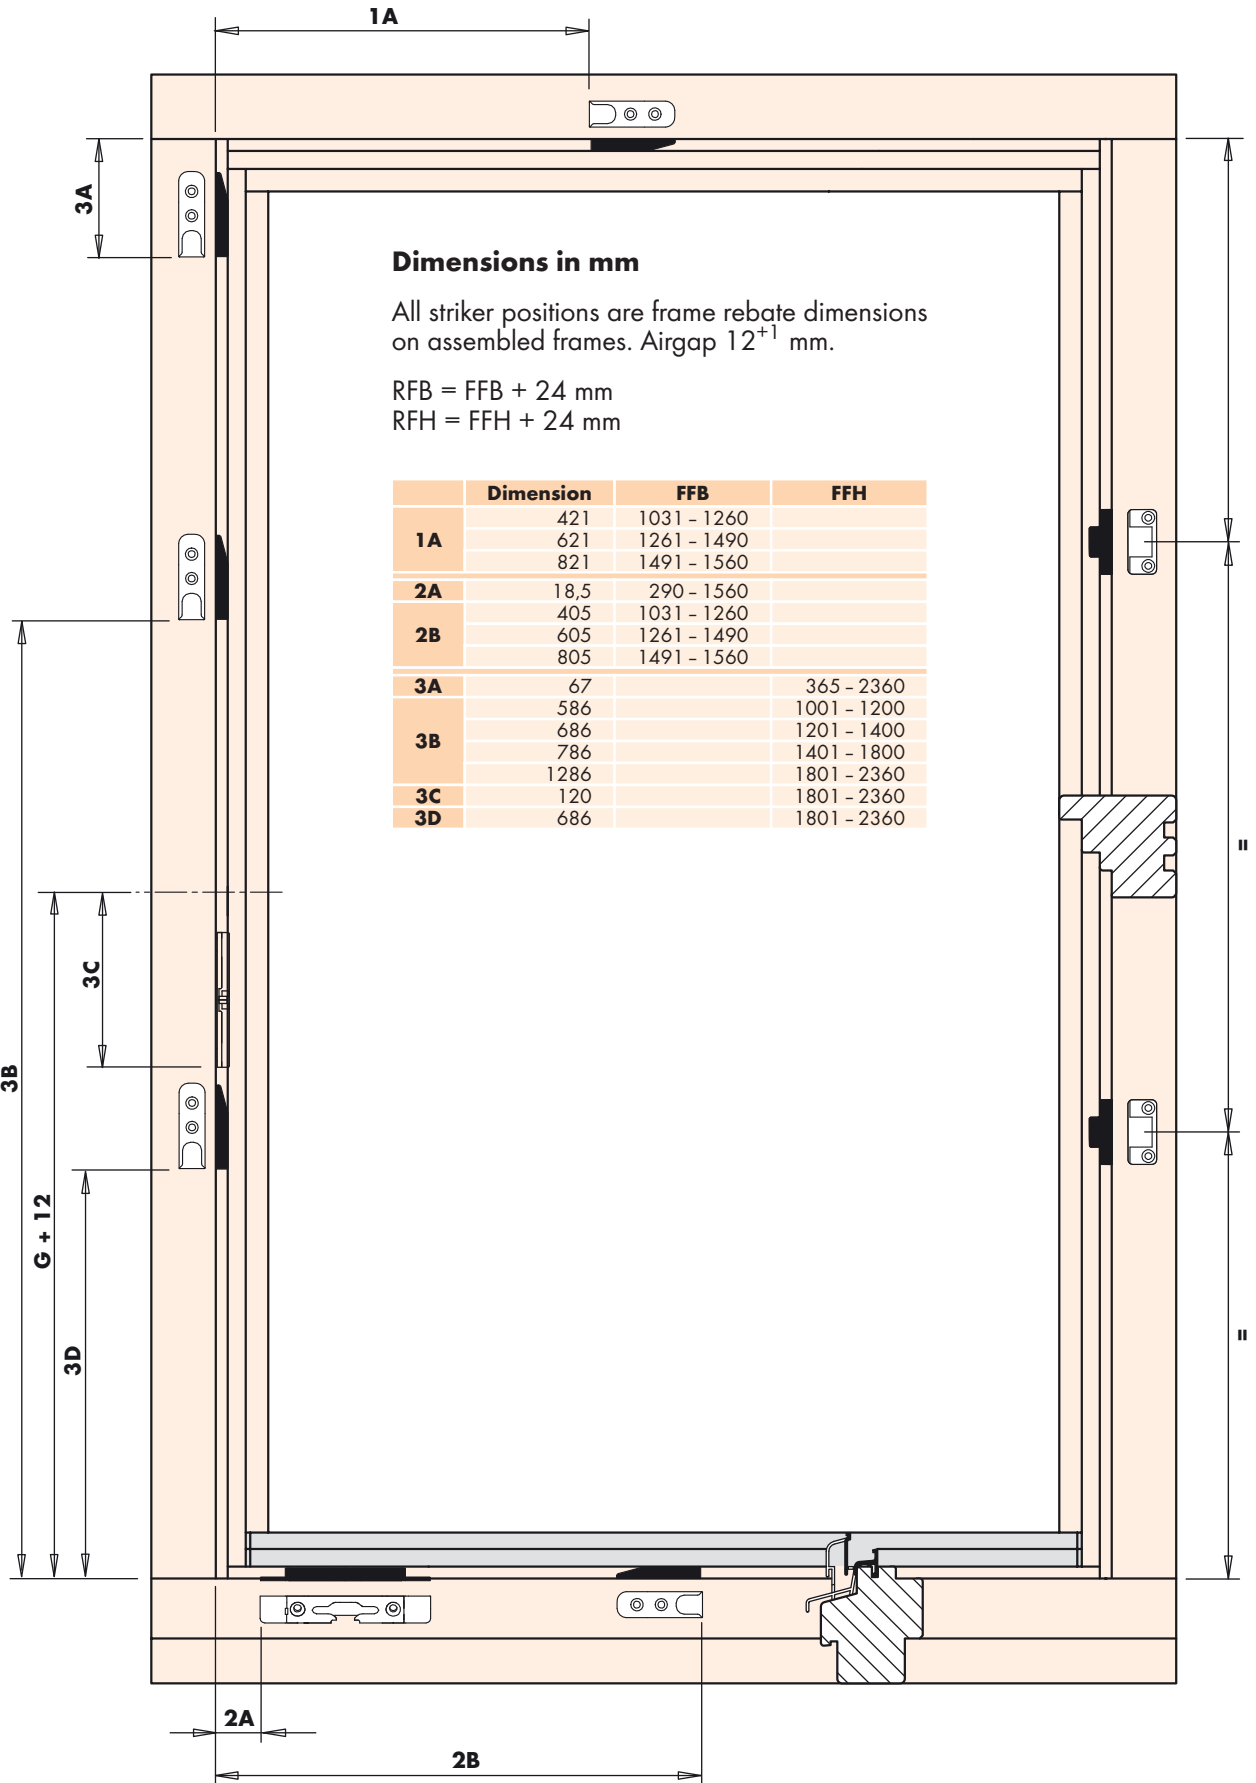 1A
3A
Dimensions in mm
All striker positions are frame rebate dimensions
on assembled frames. Airgap 12+1 mm.
RFB = FFB + 24 mm
RFH = FFH + 24 mm
Dimension FFB FFH
1A
421 1031 – 1260
621 1261 – 1490
821 1491 – 1560
2A 18,5 290 – 1560
2B
405 1031 – 1260
605 1261 – 1490
805 1491 – 1560
3A 67 365 – 2360
3B
586 1001 – 1200
686 1201 – 1400
786 1401 – 1800
1286 1801 – 2360
3C 120 1801 – 2360
3D 686 1801 – 2360
=
3C
3B
G + 12
3D
=
2A
2B